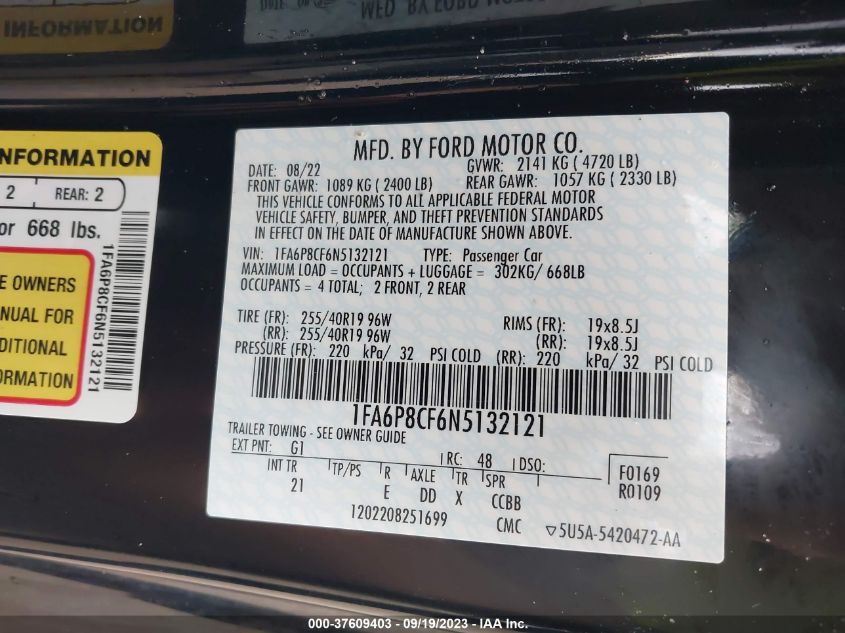 INFORMATION
MFD. BY FORD
NFORMATION
2 REAR: 2
or 668 lbs.
E OWNERS
NUAL FOR
DITIONAL
ORMATION
1FA6P8CF6N5132121
MFD. BY FORD MOTOR CO.
DATE: 08/22 GVWR: 2141 KG ( 4720 LB)
FRONT GAWR: 1089 KG ( 2400 LB) REAR GAWR: 1057 KG ( 2330 LB)
THIS VEHICLE CONFORMS TO ALL APPLICABLE FEDERAL MOTOR
VEHICLE SAFETY, BUMPER, AND THEFT PREVENTION STANDARDS
IN EFFECT ON THE DATE OF MANUFACTURE SHOWN ABOVE.
VIN: 1FA6P8CF6N5132121 TYPE: Passenger Car
MAXIMUM LOAD = OCCUPANTS + LUGGAGE = 302KG/ 668LB
OCCUPANTS = 4 TOTAL; 2 FRONT, 2 REAR
TIRE (FR): 255/40R19 96W RIMS (FR): 19x8.5J
(RR): 255/40R19 96W (RR): 19x8.5J
PRESSURE (FR): 220 kPa/ 32 PSI COLD (RR): 220 kPa/ 32 PSI COLD
1FA6P8CF6N5132121
TRAILER TOWING - SEE OWNER GUIDE
EXT PNT: G1 RC: 48 DSO: F0169
INT TR TP/PS R AXLE TR SPR R0109
21 E DD X CCBB
1202208251699 CMC ▽5U5A-5420472-AA
000-37609403 - 09/19/2023 - IAA Inc.